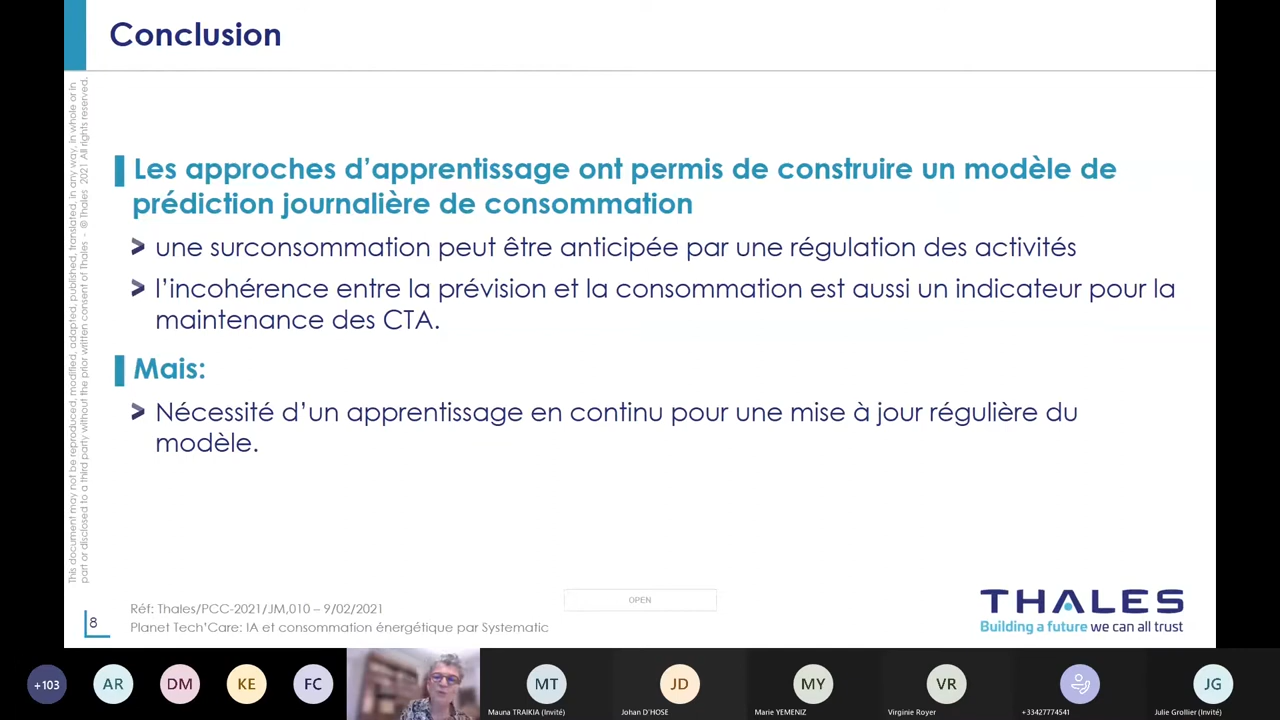 Conclusion
Les approches d’apprentissage ont permis de construire un modèle de
prédiction journalière de consommation
une surconsommation peut être anticipée par une régulation des activités
l’incohérence entre la prévision et la consommation est aussi un indicateur pour la
maintenance des CTA.
Mais:
Nécessité d’un apprentissage en continu pour une mise à jour régulière du
modèle.
This document may not be reproduced, modified, adapted, published, translated, in any way, in whole or in
part or disclosed to a third party without the prior written consent of Thales - © Thales 2021 All rights reserved.
8
Réf: Thales/PCC-2021/JM,010 – 9/02/2021
Planet Tech’Care: IA et consommation énergétique par Systematic
OPEN
THALES
Building a future we can all trust
+103
AR
DM
KE
FC
MT
JD
MY
VR
JG
Mauna TRAIKIA (Invité)
Johan D'HOSE
Marie YEMENIZ
Virginie Royer
+33427774541
Julie Grollier (Invité)